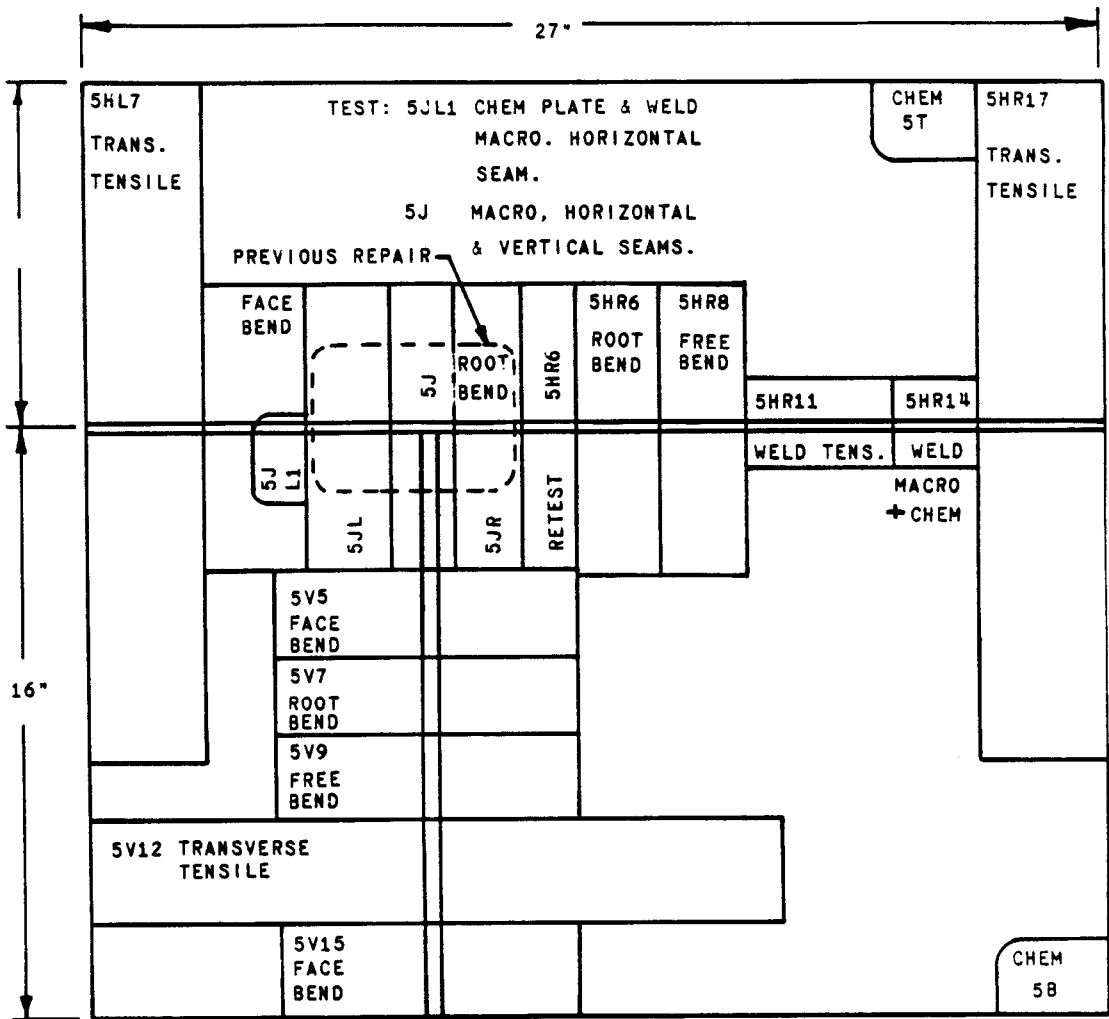 27"
5HL7
TRANS.
TENSILE
TEST: 5JL1 CHEM PLATE & WELD
MACRO. HORIZONTAL
SEAM.
5J MACRO, HORIZONTAL
& VERTICAL SEAMS.
CHEM
5T
5HR17
TRANS.
TENSILE
PREVIOUS REPAIR
FACE
BEND
5J
ROOT
BEND
5HR6
5HR6
ROOT
BEND
5HR8
FREE
BEND
5HR11
5HR14
WELD TENS.
WELD
MACRO
+ CHEM
5J
L1
5JL
5JR
RETEST
5V5
FACE
BEND
5V7
ROOT
BEND
5V9
FREE
BEND
16"
5V12 TRANSVERSE
TENSILE
5V15
FACE
BEND
CHEM
5B